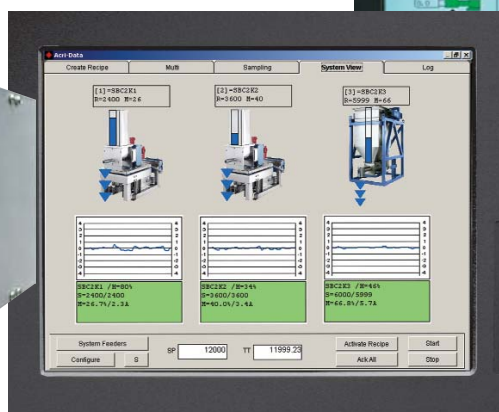 Acri-Data
Create Recipe Multi Sampling System View Log
[1]=SBC2K1
R=2400 M=26
[2]=SBC2K2
R=3600 M=40
[3]=SBC2K3
R=5999 M=66
SBC2K1 /H=80%
S=2400/2400
M=26.7%/2.3A
SBC2K2 /H=34%
S=3600/3600
M=40.0%/3.4A
SBC2K3 /H=46%
S=6000/5999
M=66.8%/5.7A
System Feeders
Configure S
SP 12000 TT 11999.23
Activate Recipe Start
Ack All Stop